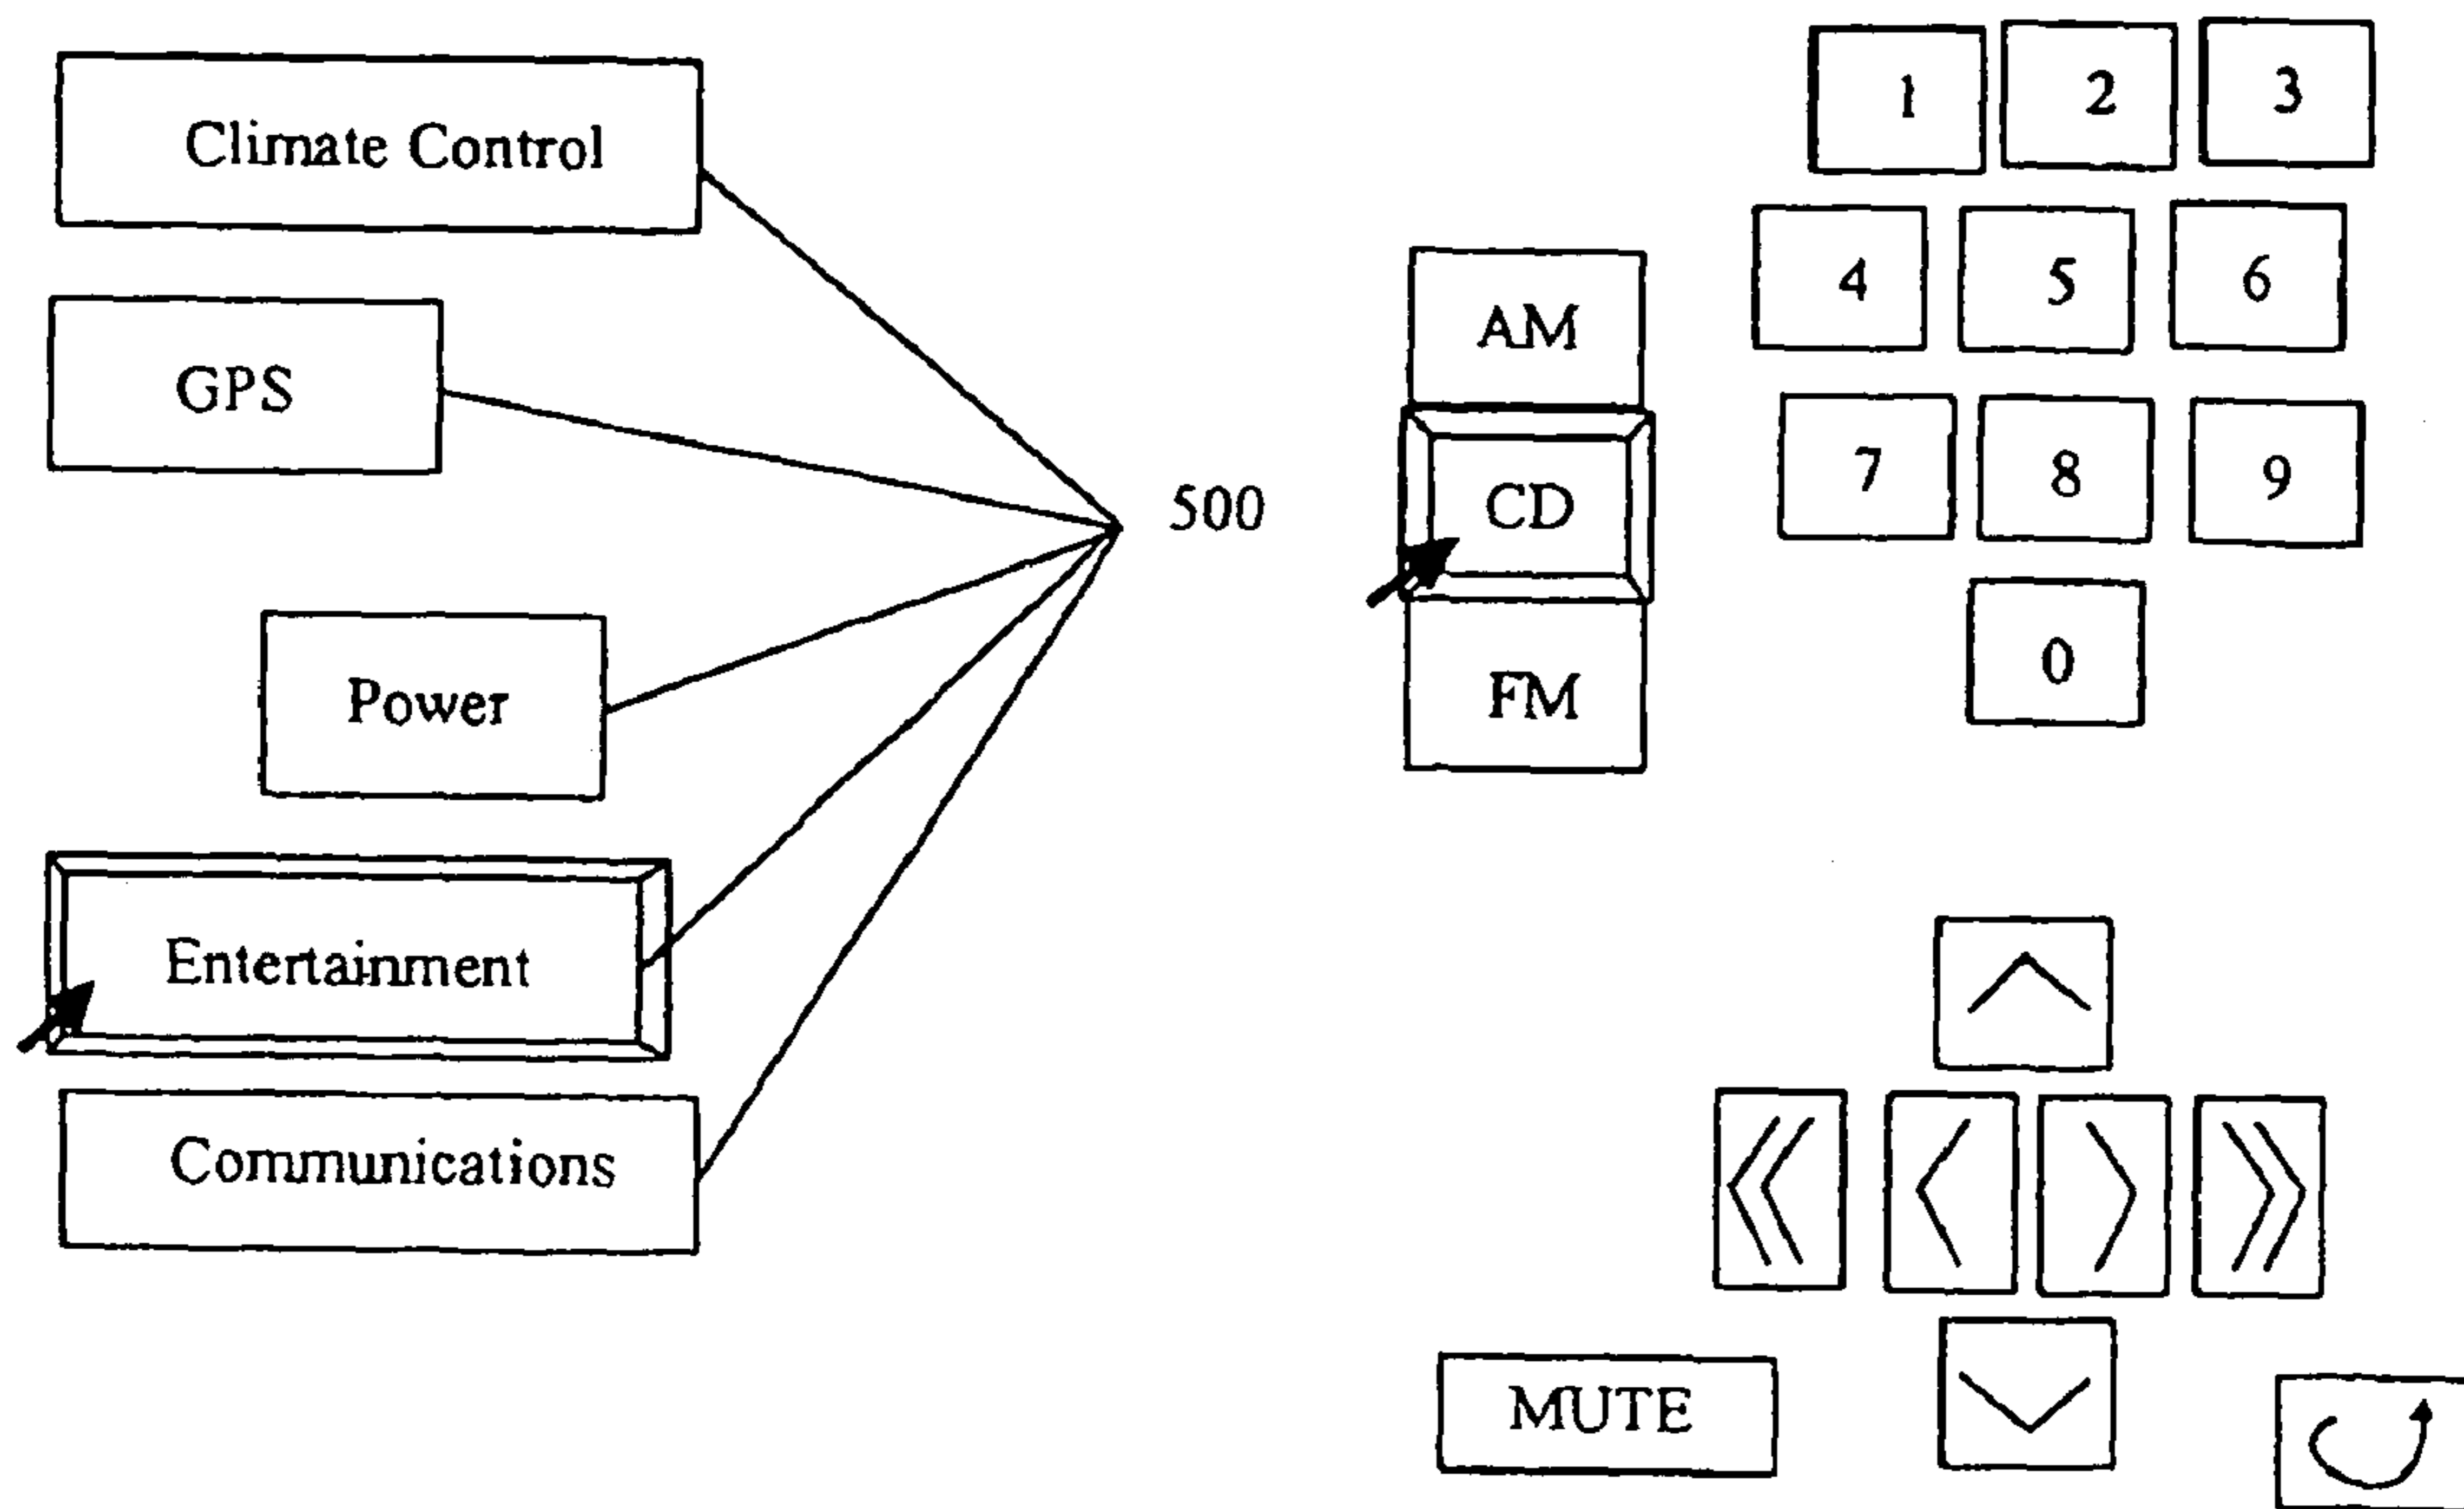 Climate Control
GPS
Power
Entertainment
Communications
500
AM
CD
FM
1 2 3
4 5 6
7 8 9
0
MUTE